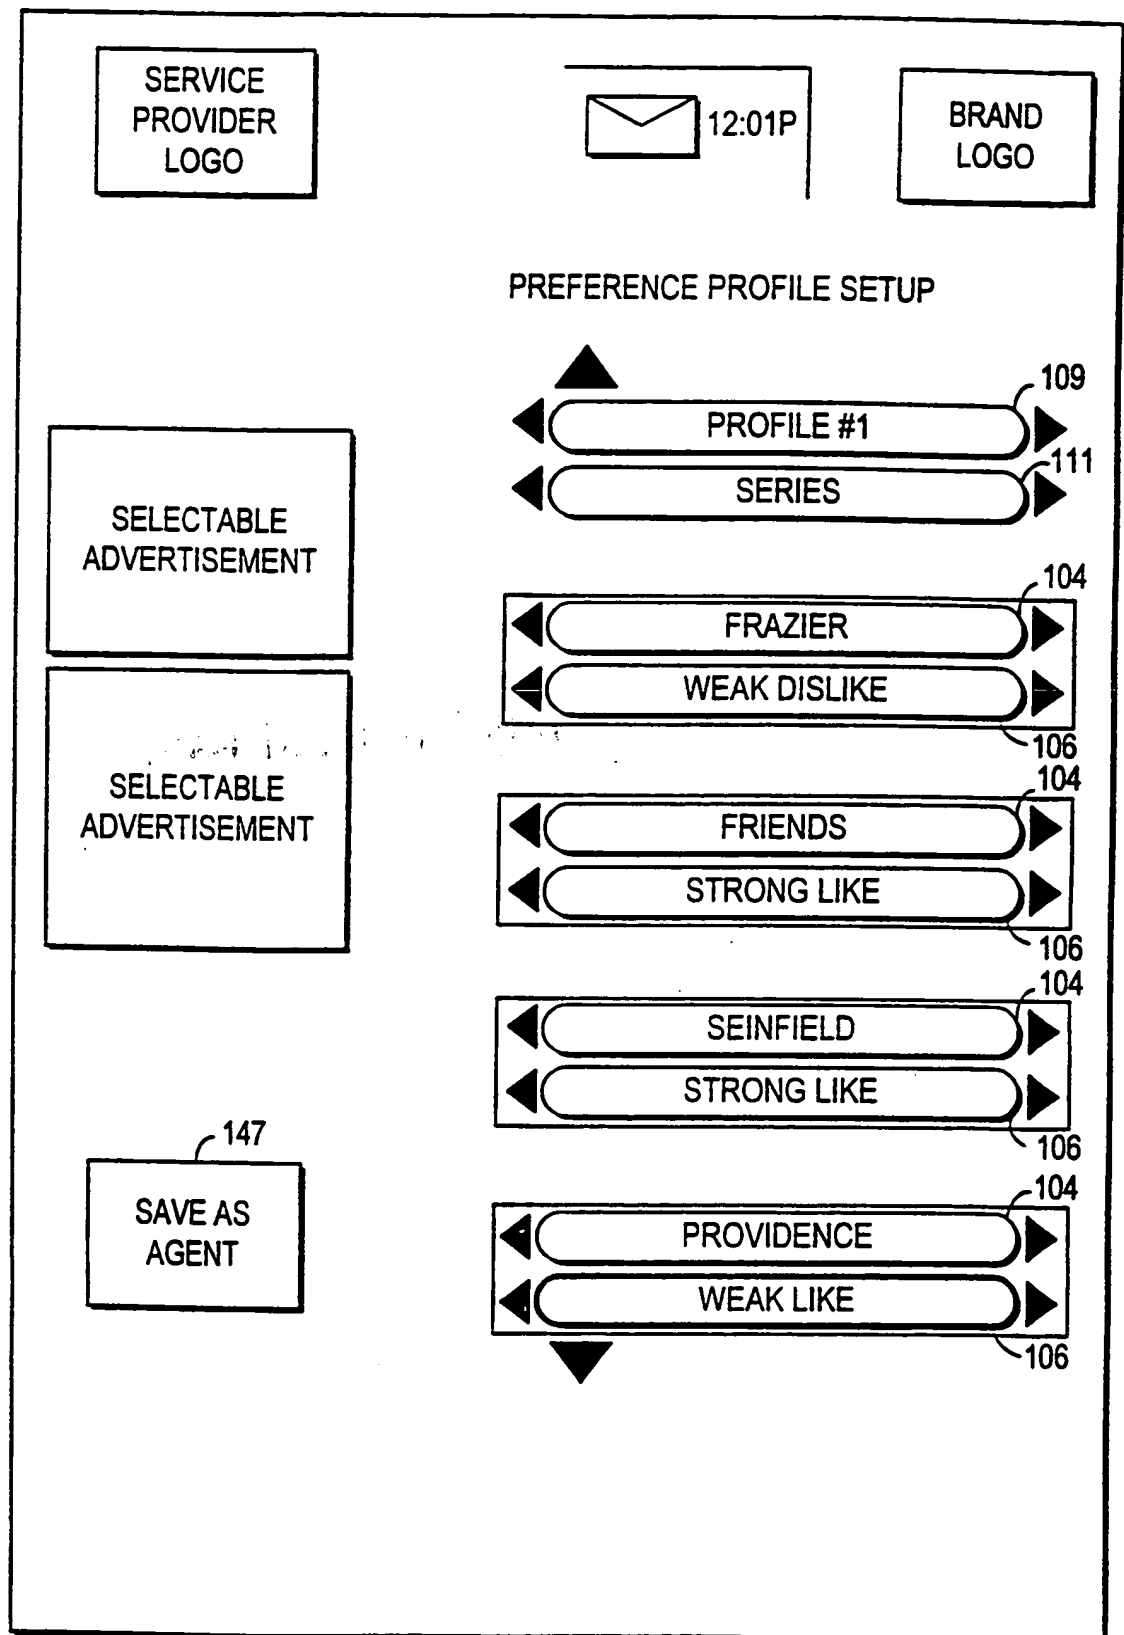 SERVICE
PROVIDER
LOGO
12:01P
BRAND
LOGO
PREFERENCE PROFILE SETUP
109
PROFILE #1
111
SERIES
SELECTABLE
ADVERTISEMENT
104
FRAZIER
WEAK DISLIKE
106
SELECTABLE
ADVERTISEMENT
104
FRIENDS
STRONG LIKE
106
104
SEINFIELD
STRONG LIKE
106
147
SAVE AS
AGENT
104
PROVIDENCE
WEAK LIKE
106